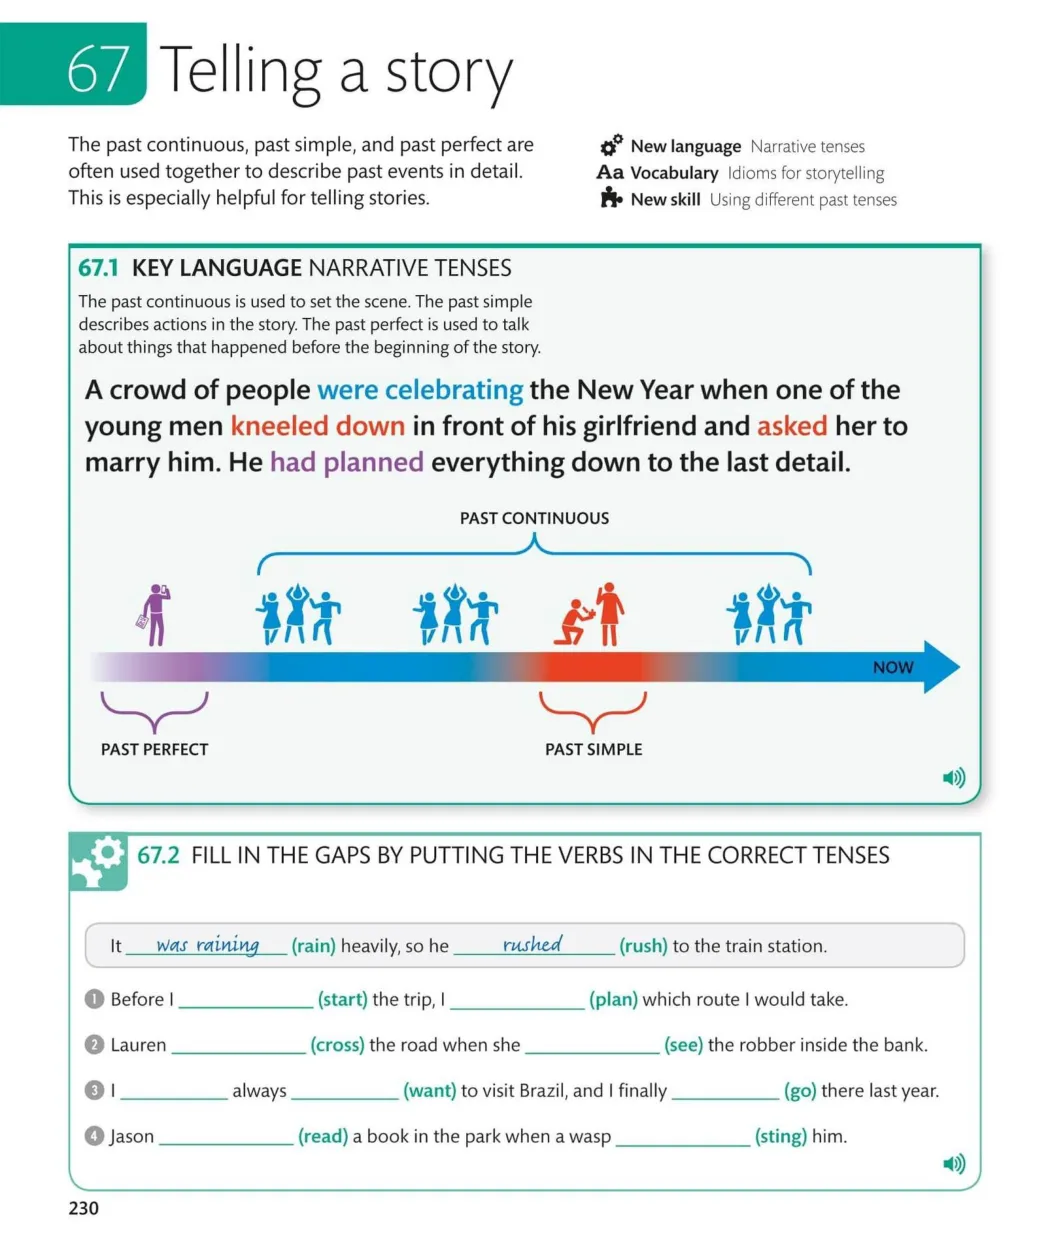 67 Telling a story
The past continuous, past simple, and past perfect are
often used together to describe past events in detail.
This is especially helpful for telling stories.
New language Narrative tenses
Aa Vocabulary Idioms for storytelling
New skill Using different past tenses
67.1 KEY LANGUAGE NARRATIVE TENSES
The past continuous is used to set the scene. The past simple
describes actions in the story. The past perfect is used to talk
about things that happened before the beginning of the story.
A crowd of people were celebrating the New Year when one of the
young men kneeled down in front of his girlfriend and asked her to
marry him. He had planned everything down to the last detail.
PAST CONTINUOUS
NOW
PAST PERFECT
PAST SIMPLE
67.2 FILL IN THE GAPS BY PUTTING THE VERBS IN THE CORRECT TENSES
It was raining (rain) heavily, so he rushed (rush) to the train station.
1 Before I ____________ (start) the trip, I ____________ (plan) which route I would take.
2 Lauren ____________ (cross) the road when she ____________ (see) the robber inside the bank.
3 I __________ always __________ (want) to visit Brazil, and I finally __________ (go) there last year.
4 Jason ____________ (read) a book in the park when a wasp ____________ (sting) him.
230